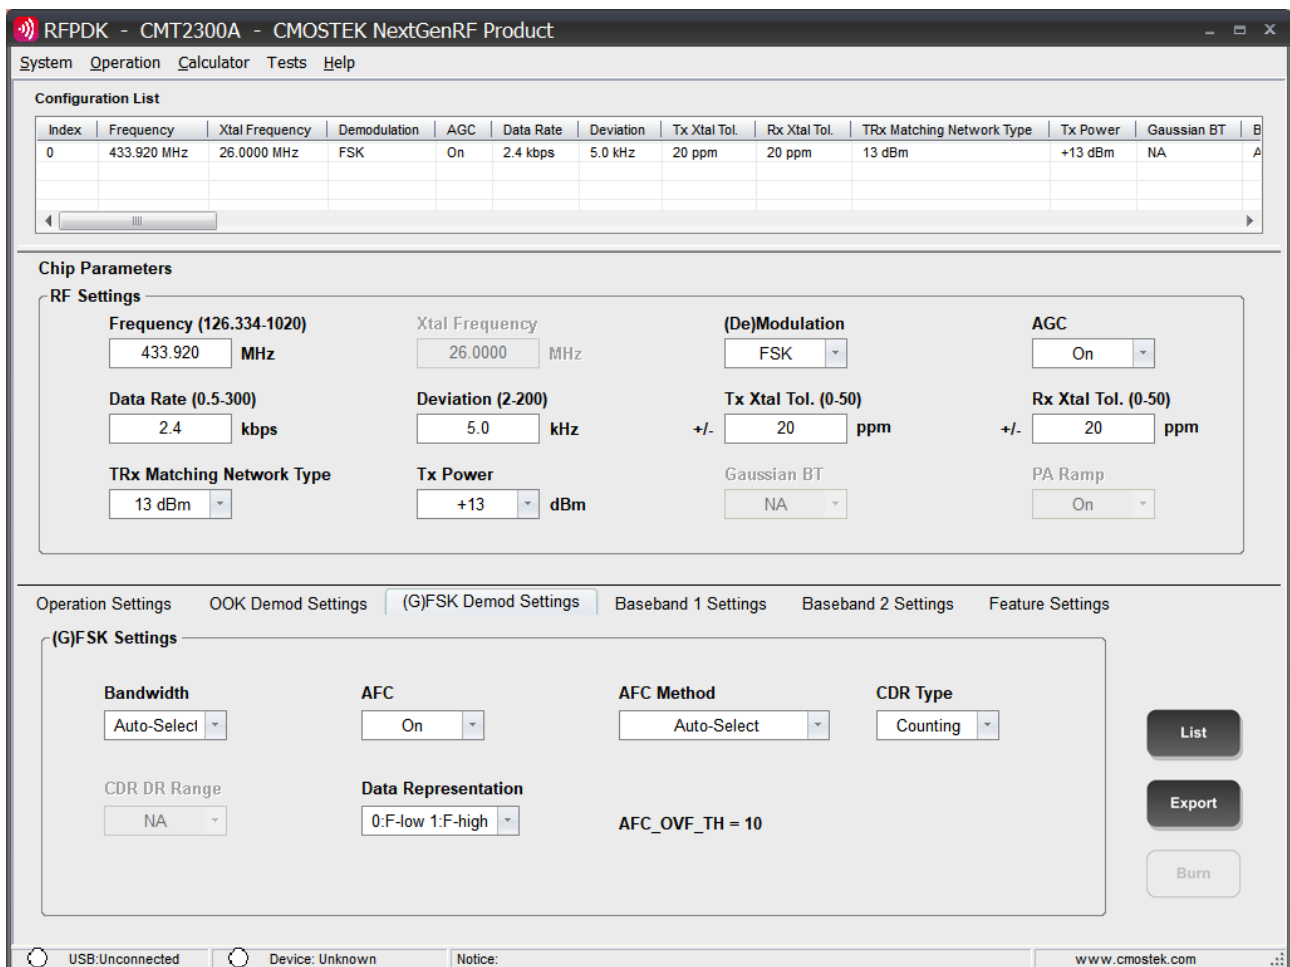 RFPDK - CMT2300A - CMOSTEK NextGenRF Product
System Operation Calculator Tests Help
Configuration List
Index Frequency Xtal Frequency Demodulation AGC Data Rate Deviation Tx Xtal Tol. Rx Xtal Tol. TRx Matching Network Type Tx Power Gaussian BT B
0 433.920 MHz 26.0000 MHz FSK On 2.4 kbps 5.0 kHz 20 ppm 20 ppm 13 dBm +13 dBm NA A
Chip Parameters
RF Settings
Frequency (126.334-1020) Xtal Frequency (De)Modulation AGC
433.920 MHz 26.0000 MHz FSK On
Data Rate (0.5-300) Deviation (2-200) Tx Xtal Tol. (0-50) Rx Xtal Tol. (0-50)
2.4 kbps 5.0 kHz +/- 20 ppm +/- 20 ppm
TRx Matching Network Type Tx Power Gaussian BT PA Ramp
13 dBm +13 dBm NA On
Operation Settings OOK Demod Settings (G)FSK Demod Settings Baseband 1 Settings Baseband 2 Settings Feature Settings
(G)FSK Settings
Bandwidth AFC AFC Method CDR Type
Auto-Select On Auto-Select Counting
List
CDR DR Range Data Representation
Export
NA 0:F-low 1:F-high AFC_OVF_TH = 10
Burn
USB:Unconnected Device: Unknown Notice: www.cmostek.com